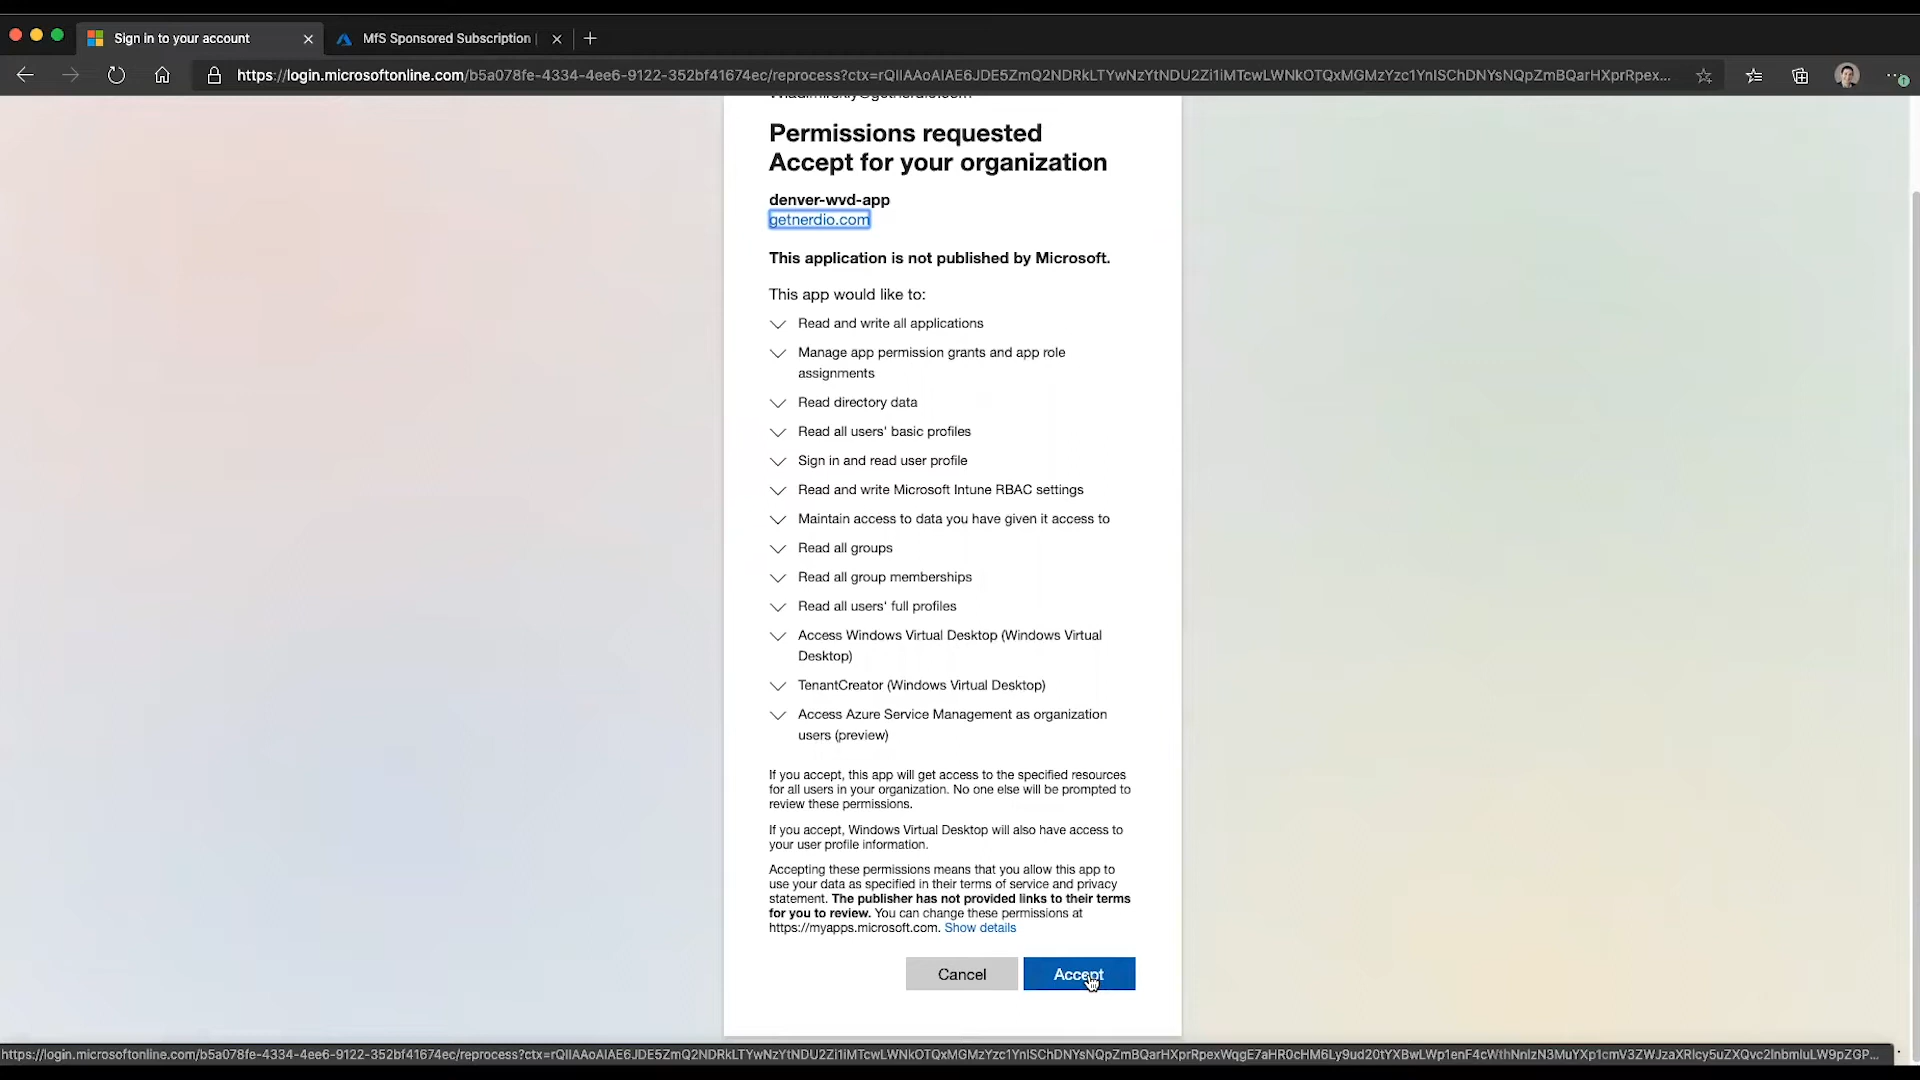 Sign in to your account
MfS Sponsored Subscription
https://login.microsoftonline.com/b5a078fe-4334-4ee6-9122-352bf41674ec/reprocess?ctx=
Permissions requested
Accept for your organization
denver-wvd-app
getnerdio.com
This application is not published by Microsoft.
This app would like to:
Read and write all applications
Manage app permission grants and app role
assignments
Read directory data
Read all users' basic profiles
Sign in and read user profile
Read and write Microsoft Intune RBAC settings
Maintain access to data you have given it access to
Read all groups
Read all group memberships
Read all users' full profiles
Access Windows Virtual Desktop (Windows Virtual
Desktop)
TenantCreator (Windows Virtual Desktop)
Access Azure Service Management as organization
users (preview)
If you accept, this app will get access to the specified resources
for all users in your organization. No one else will be prompted to
review these permissions.
If you accept, Windows Virtual Desktop will also have access to
your user profile information.
Accepting these permissions means that you allow this app to
use your data as specified in their terms of service and privacy
statement. The publisher has not provided links to their terms
for you to review. You can change these permissions at
https://myapps.microsoft.com. Show details
Cancel
Accept
https://login.microsoftonline.com/b5a078fe-4334-4ee6-9122-352bf41674ec/reprocess?ctx=